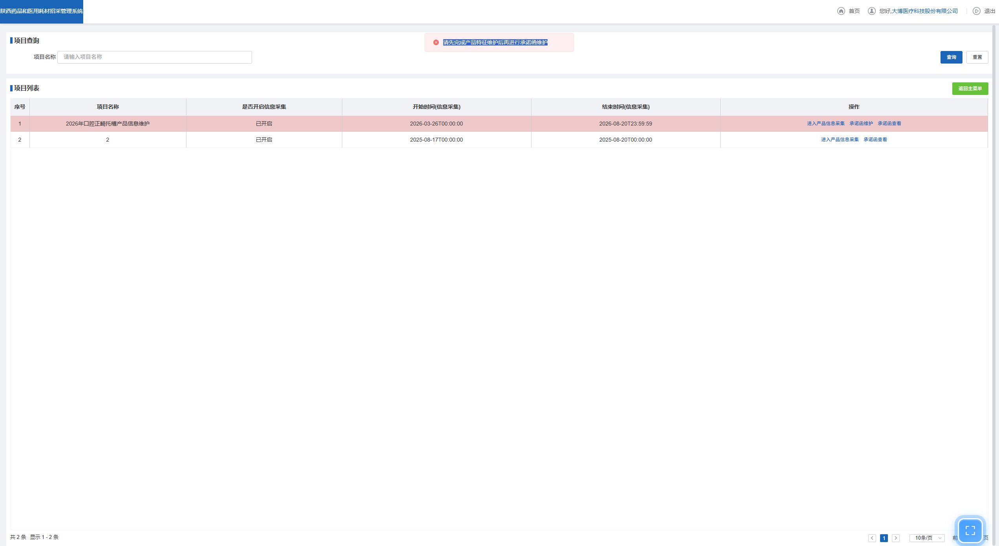 陕西药品和医用耗材招采管理系统
首页 您好,大博医疗科技股份有限公司 退出
项目查询
请先完成产品特征维护后再进行承诺函维护
项目名称 请输入项目名称 查询 重置
项目列表 返回主菜单
序号 项目名称 是否开启信息采集 开始时间(信息采集) 结束时间(信息采集) 操作
1 2026年口腔正畸托槽产品信息维护 已开启 2026-03-26T00:00:00 2026-08-20T23:59:59 进入产品信息采集 承诺函维护 承诺函查看
2 2 已开启 2025-08-17T00:00:00 2025-08-20T00:00:00 进入产品信息采集 承诺函查看
共 2 条 显示 1 - 2 条 1 10条/页 前 页